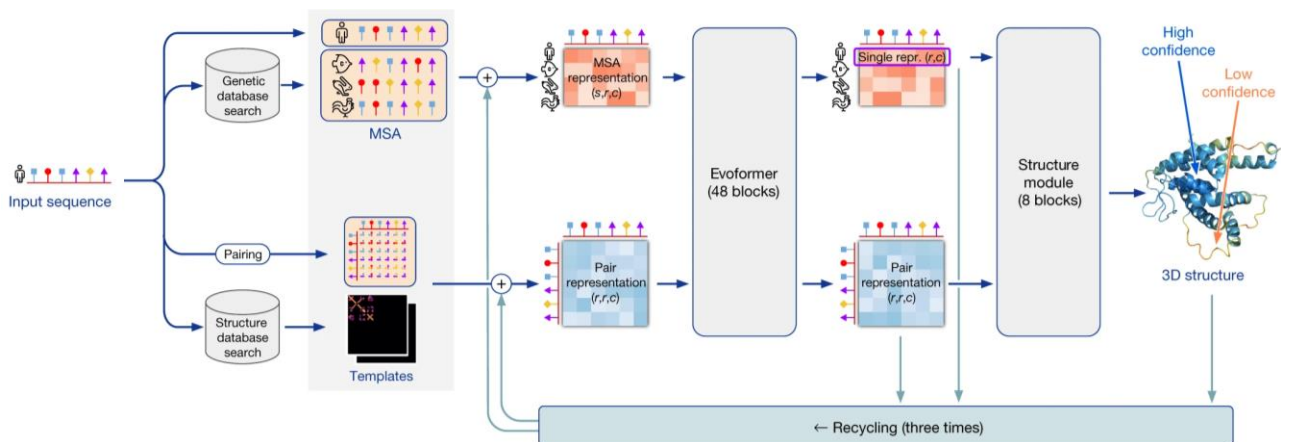 Input sequence
Genetic
database
search
MSA
Pairing
Structure
database
search
Templates
+
+
MSA
representation
(s,r,c)
Pair
representation
(r,r,c)
Evoformer
(48 blocks)
Single repr. (r,c)
Pair
representation
(r,r,c)
Structure
module
(8 blocks)
High
confidence
Low
confidence
3D structure
← Recycling (three times)